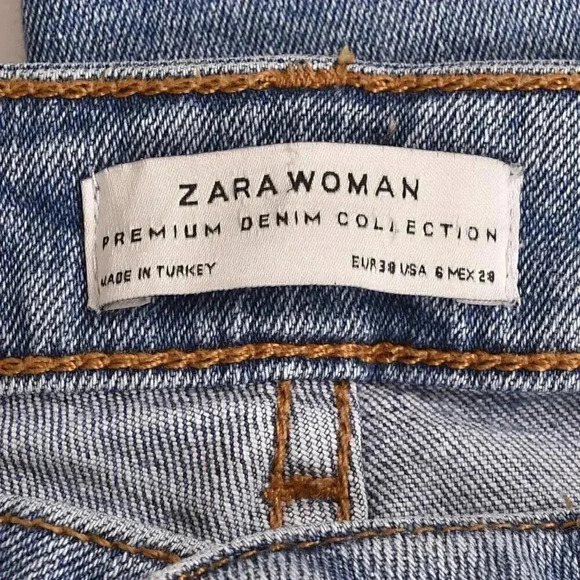 ZARA WOMAN
PREMIUM DENIM COLLECTION
MADE IN TURKEY EUR 38 USA 6 MEX 28